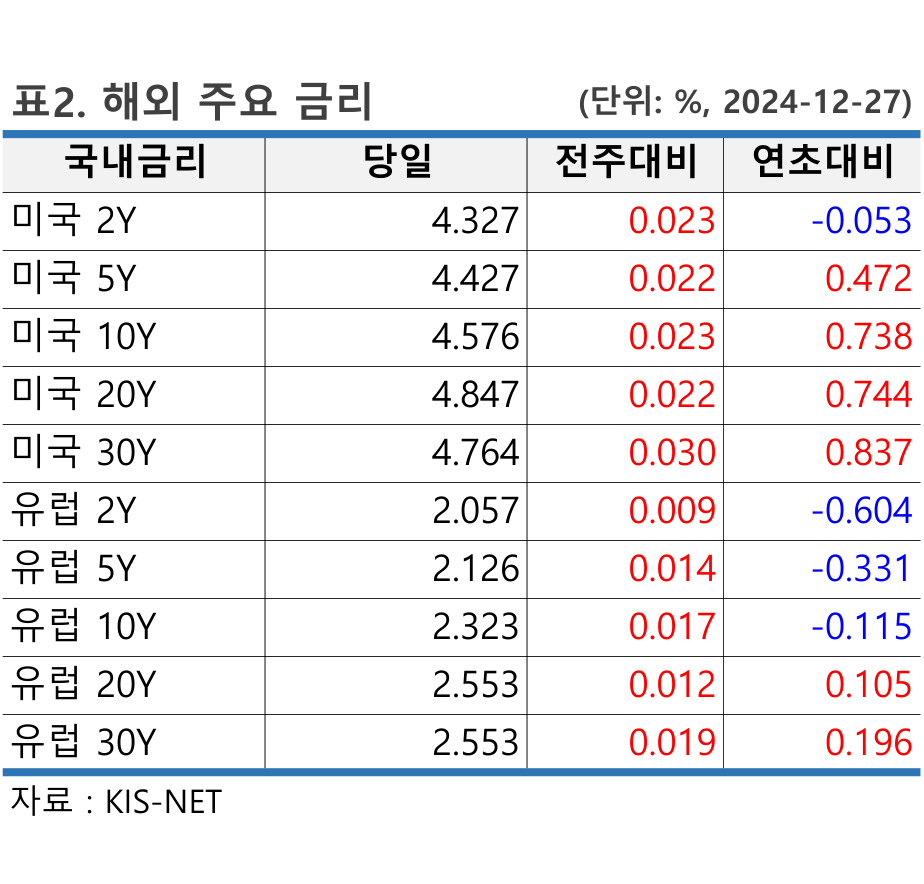 표2. 해외 주요 금리 (단위: %, 2024-12-27)
국내금리 당일 전주대비 연초대비
미국 2Y 4.327 0.023 -0.053
미국 5Y 4.427 0.022 0.472
미국 10Y 4.576 0.023 0.738
미국 20Y 4.847 0.022 0.744
미국 30Y 4.764 0.030 0.837
유럽 2Y 2.057 0.009 -0.604
유럽 5Y 2.126 0.014 -0.331
유럽 10Y 2.323 0.017 -0.115
유럽 20Y 2.553 0.012 0.105
유럽 30Y 2.553 0.019 0.196
자료 : KIS-NET